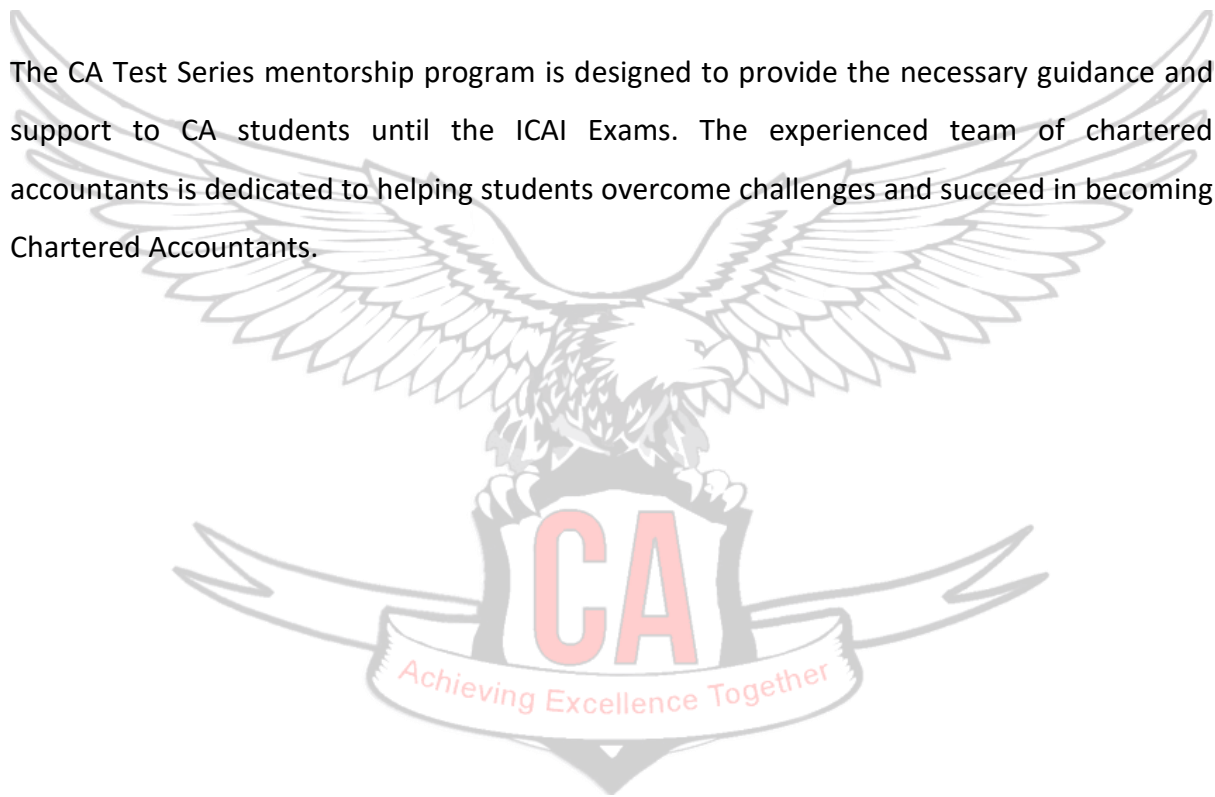 The CA Test Series mentorship program is designed to provide the necessary guidance and
support to CA students until the ICAI Exams. The experienced team of chartered
accountants is dedicated to helping students overcome challenges and succeed in becoming
Chartered Accountants.
CA
Achieving Excellence Together